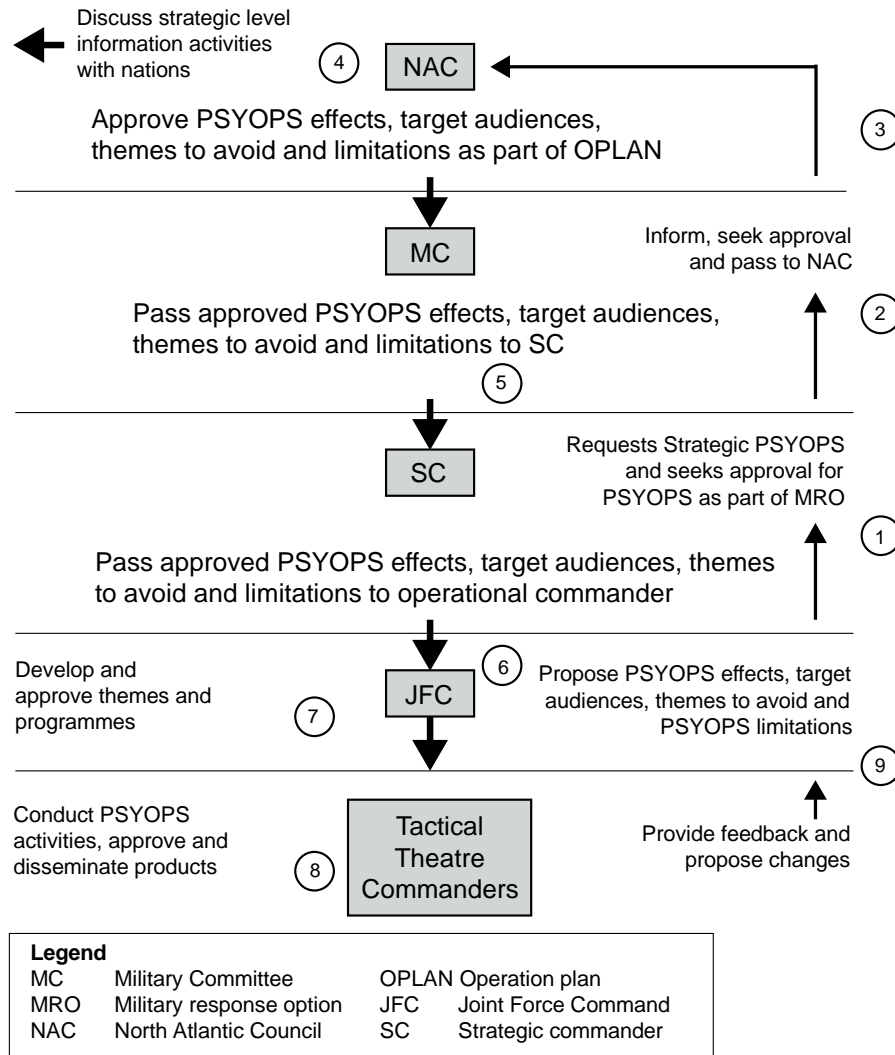 Discuss strategic level
information activities
with nations
4
NAC
3
Approve PSYOPS effects, target audiences,
themes to avoid and limitations as part of OPLAN
MC
Inform, seek approval
and pass to NAC
2
Pass approved PSYOPS effects, target audiences,
themes to avoid and limitations to SC
5
SC
Requests Strategic PSYOPS
and seeks approval for
PSYOPS as part of MRO
1
Pass approved PSYOPS effects, target audiences, themes
to avoid and limitations to operational commander
Develop and
approve themes and
programmes
7
JFC
6
Propose PSYOPS effects, target
audiences, themes to avoid and
PSYOPS limitations
9
Conduct PSYOPS
activities, approve and
disseminate products
8
Tactical
Theatre
Commanders
Provide feedback and
propose changes
Legend
MC Military Committee OPLAN Operation plan
MRO Military response option JFC Joint Force Command
NAC North Atlantic Council SC Strategic commander